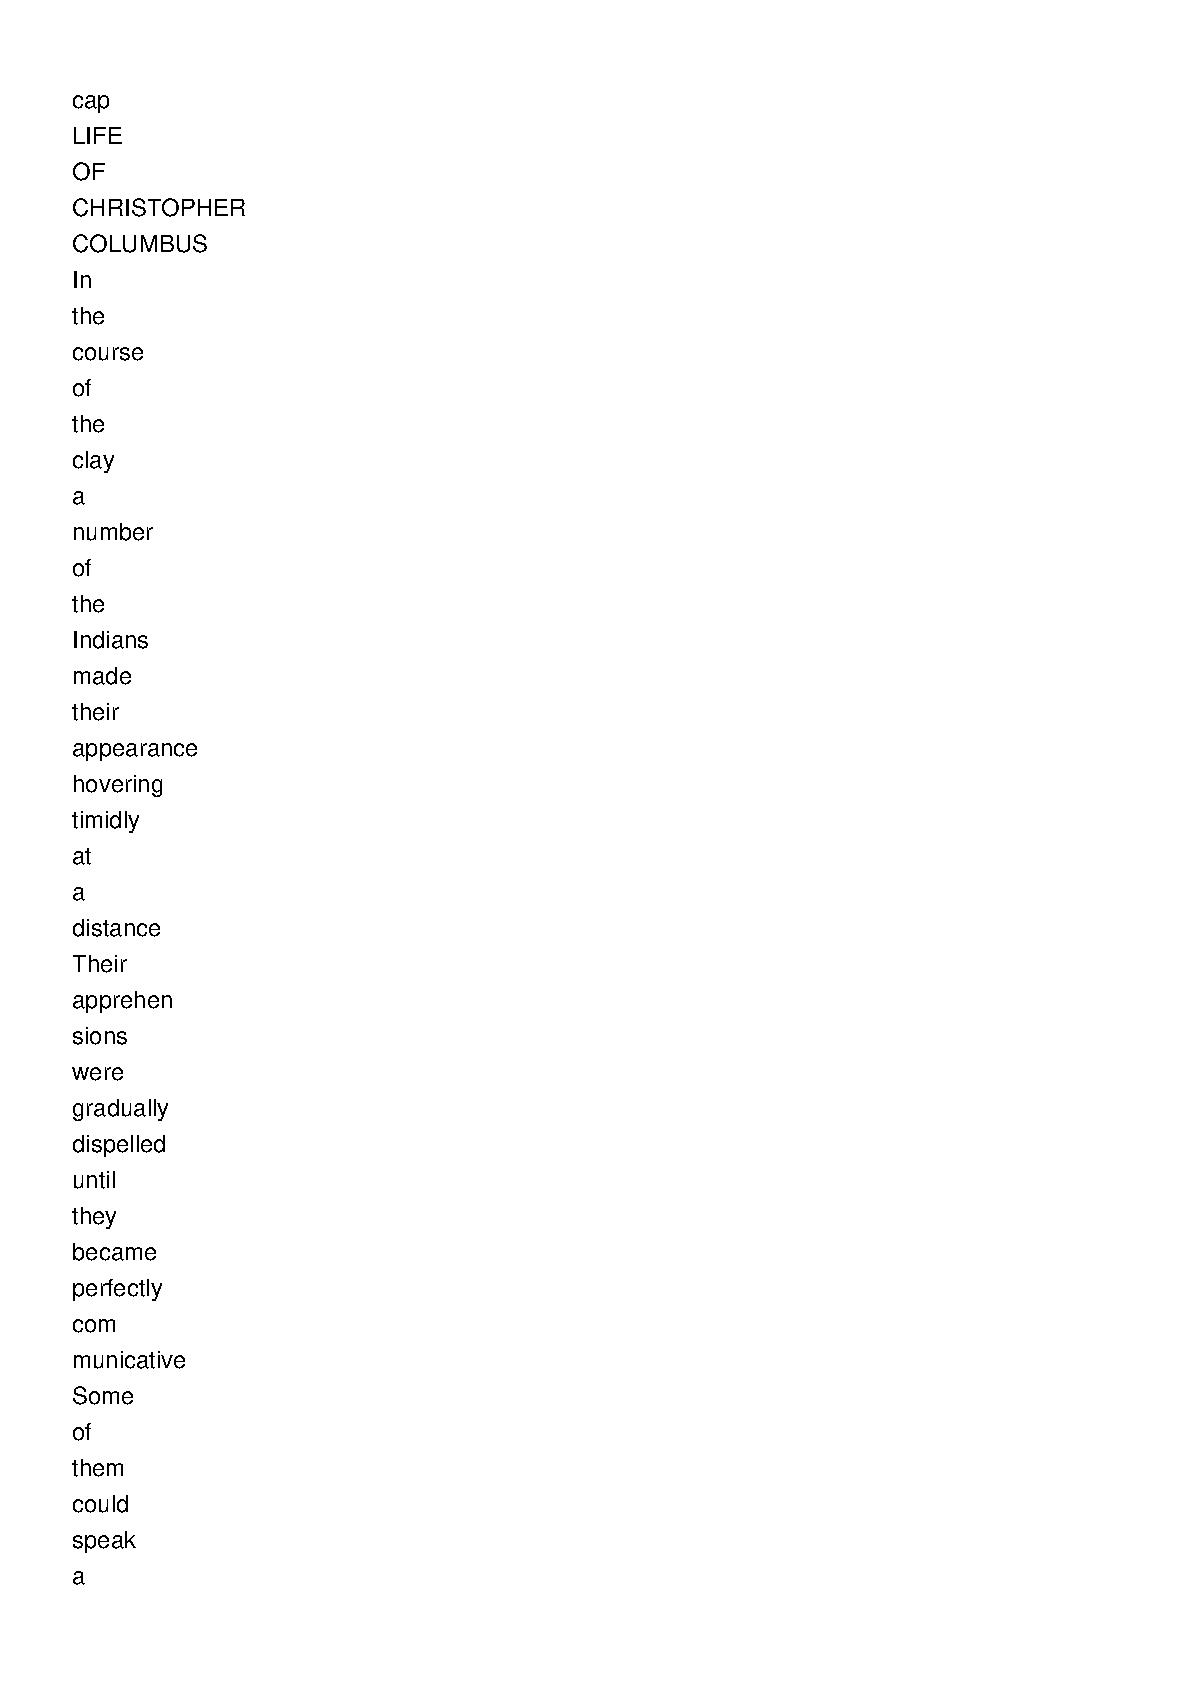 cap
LIFE
OF
CHRISTOPHER
COLUMBUS
In
the
course
of
the
clay
a
number
of
the
Indians
made
their
appearance
hovering
timidly
at
a
distance
Their
apprehen
sions
were
gradually
dispelled
until
they
became
perfectly
com
municative
Some
of
them
could
speak
a